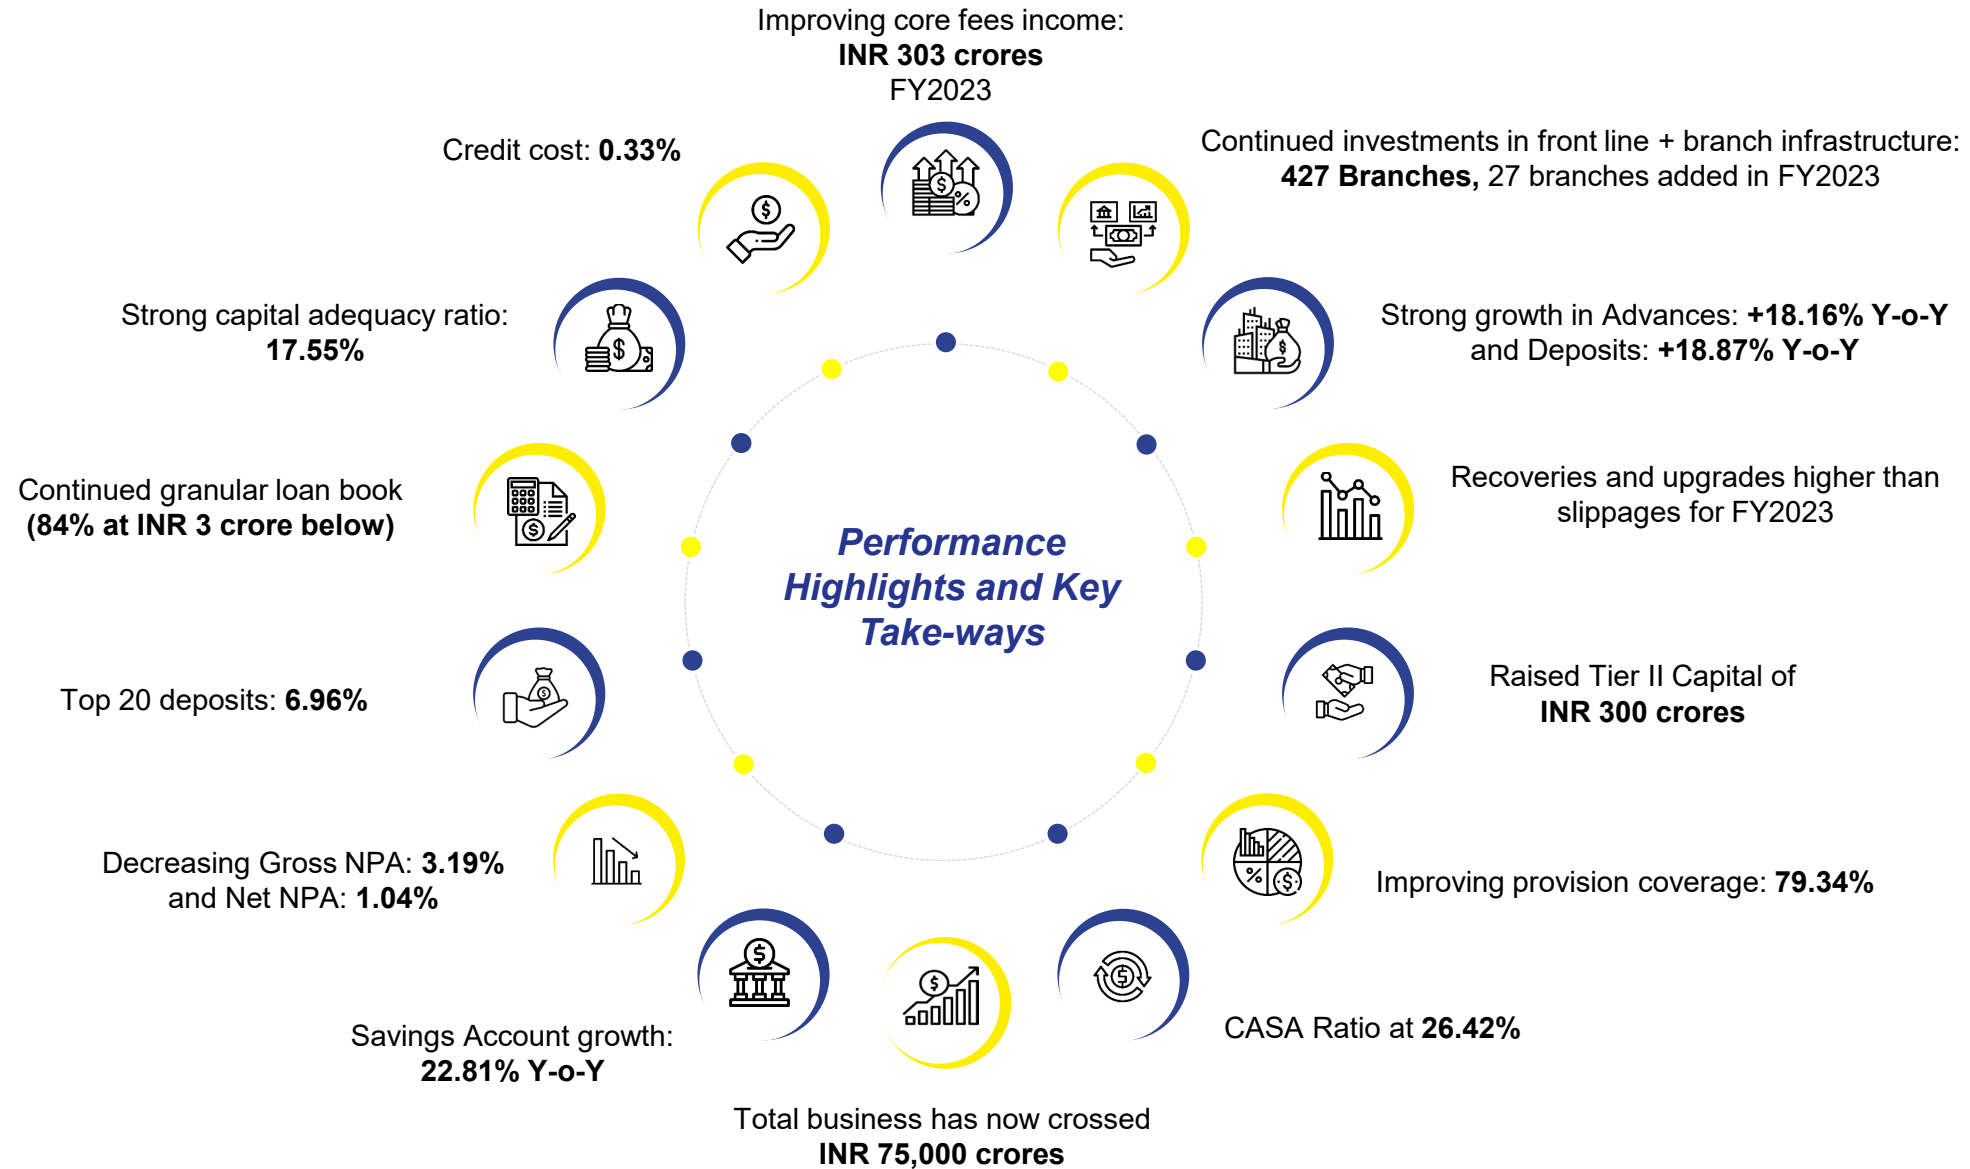 Improving core fees income:
INR 303 crores
FY2023
Credit cost: 0.33%
Continued investments in front line + branch infrastructure:
427 Branches, 27 branches added in FY2023
Strong capital adequacy ratio:
17.55%
Strong growth in Advances: +18.16% Y-o-Y
and Deposits: +18.87% Y-o-Y
Continued granular loan book
(84% at INR 3 crore below)
Recoveries and upgrades higher than
slippages for FY2023
Performance
Highlights and Key
Take-ways
Top 20 deposits: 6.96%
Raised Tier II Capital of
INR 300 crores
Decreasing Gross NPA: 3.19%
and Net NPA: 1.04%
Improving provision coverage: 79.34%
Savings Account growth:
22.81% Y-o-Y
CASA Ratio at 26.42%
Total business has now crossed
INR 75,000 crores